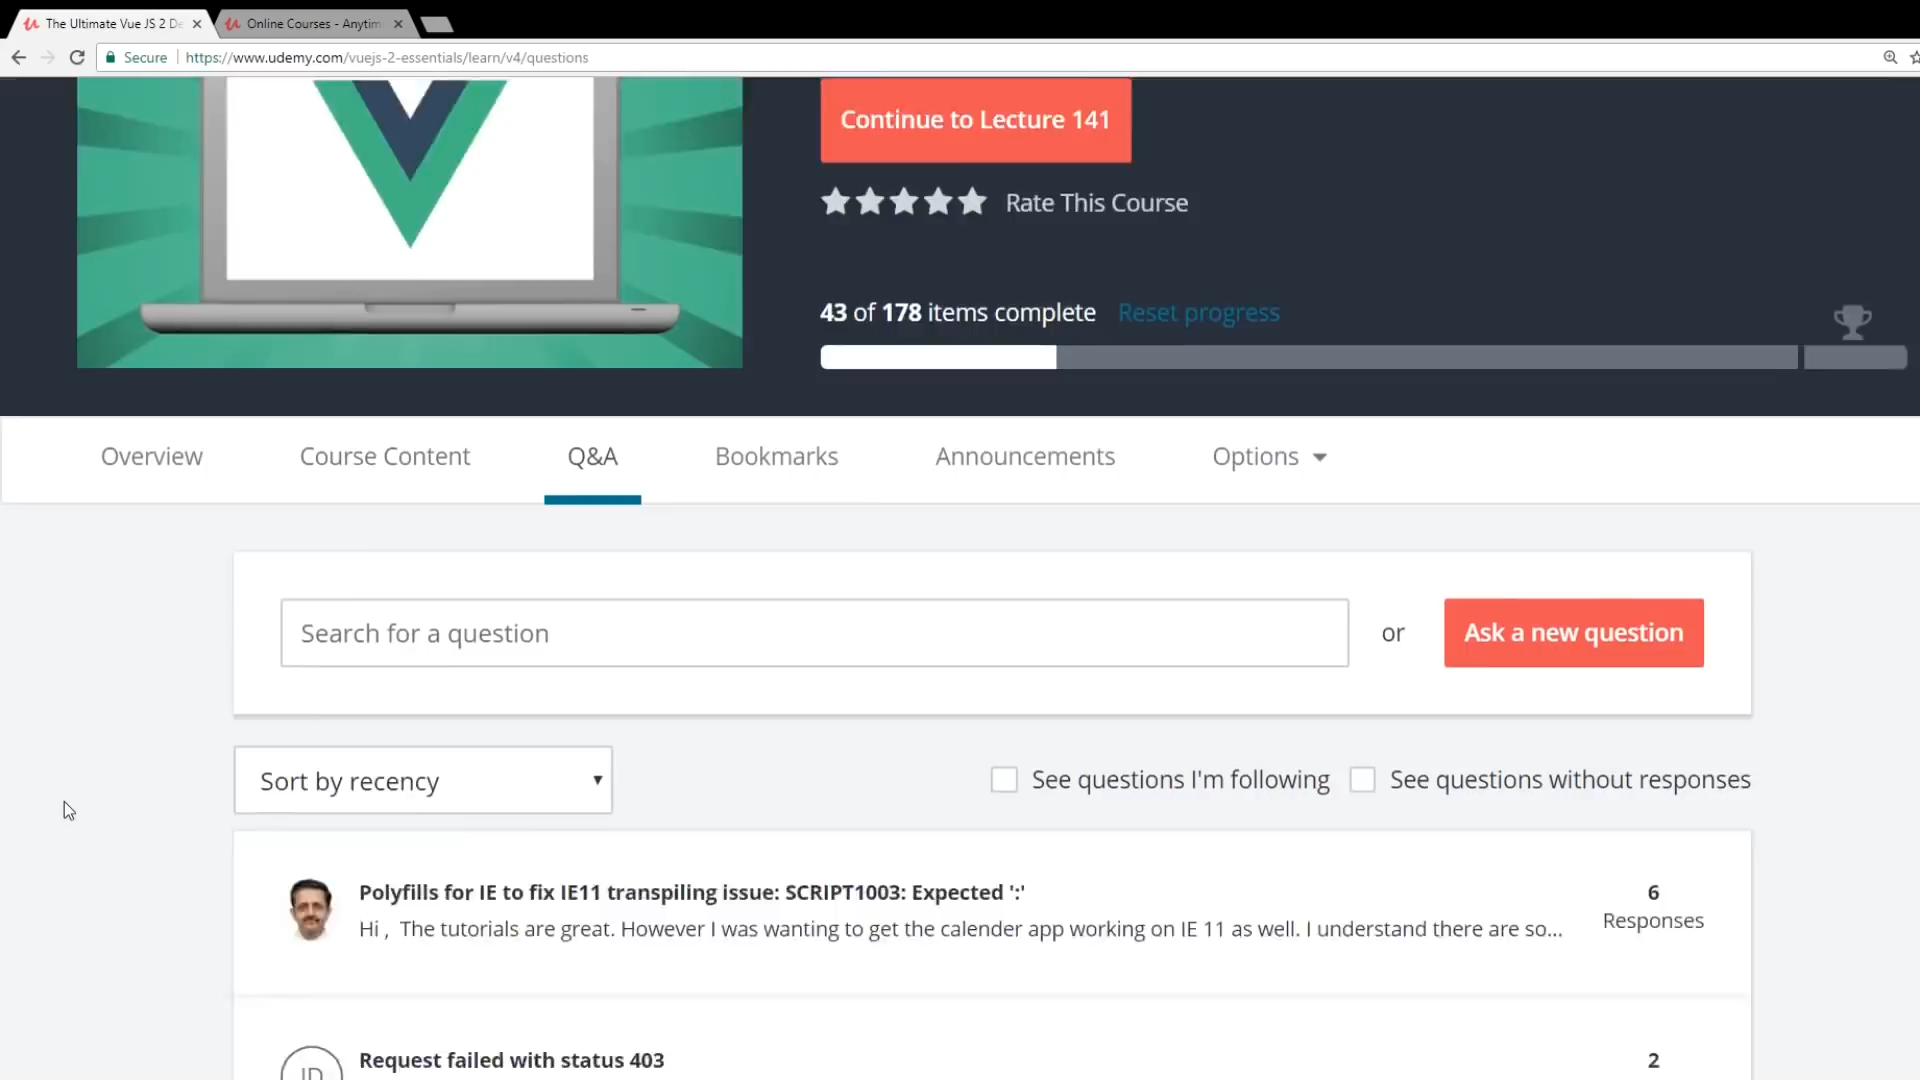 The Ultimate Vue JS 2 De
Online Courses - Anytim
Secure
https://www.udemy.com/vuejs-2-essentials/learn/v4/questions
Continue to Lecture 141
Rate This Course
43 of 178 items complete Reset progress
Overview Course Content Q&A Bookmarks Announcements Options
Search for a question or Ask a new question
Sort by recency See questions I'm following See questions without responses
Polyfills for IE to fix IE11 transpiling issue: SCRIPT1003: Expected ':' 6
Hi , The tutorials are great. However I was wanting to get the calender app working on IE 11 as well. I understand there are so... Responses
JD Request failed with status 403 2